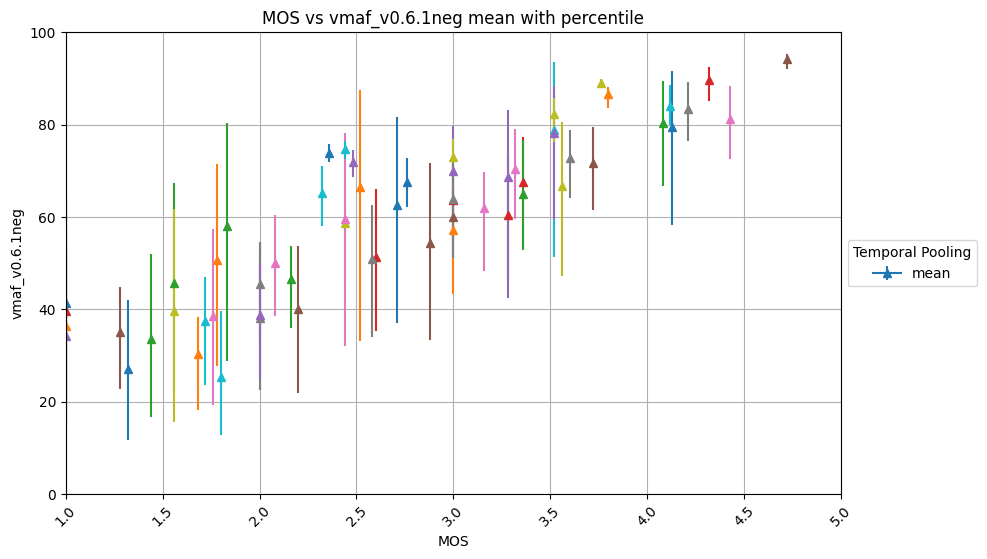 MOS vs vmaf_v0.6.1neg mean with percentile
100
80
60
40
20
0
vmaf_v0.6.1neg
1.0 1.5 2.0 2.5 3.0 3.5 4.0 4.5 5.0
MOS
Temporal Pooling
mean